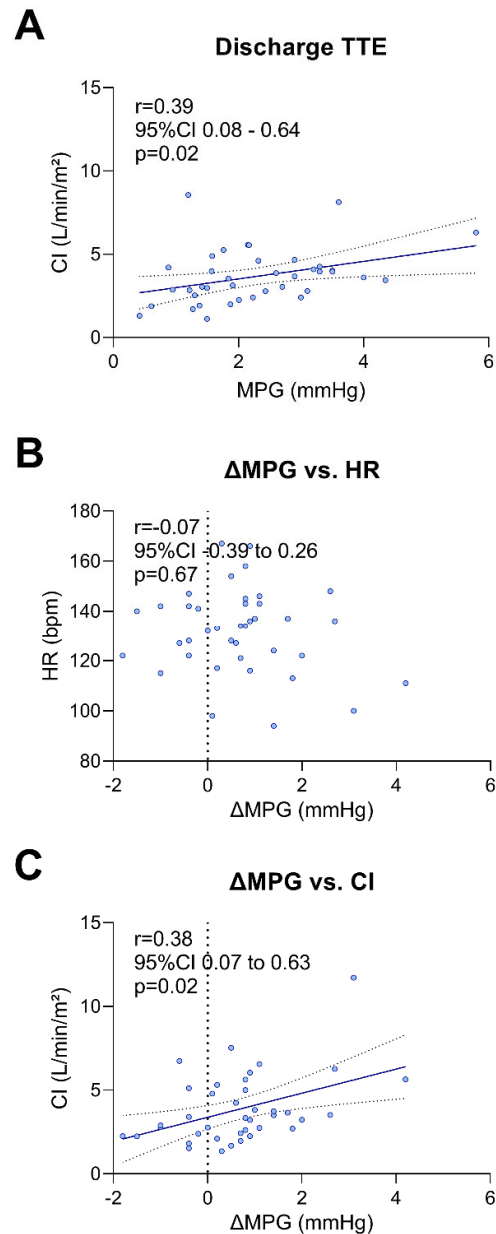 A
Discharge TTE
15
r=0.39
95%CI 0.08 - 0.64
p=0.02
10
CI (L/min/m²)
5
0
0 2 4 6
MPG (mmHg)
B
ΔMPG vs. HR
180
r=-0.07
95%CI -0.39 to 0.26
p=0.67
160
140
HR (bpm)
120
100
80
-2 0 2 4 6
ΔMPG (mmHg)
C
ΔMPG vs. CI
15
r=0.38
95%CI 0.07 to 0.63
p=0.02
10
CI (L/min/m²)
5
0
-2 0 2 4 6
ΔMPG (mmHg)